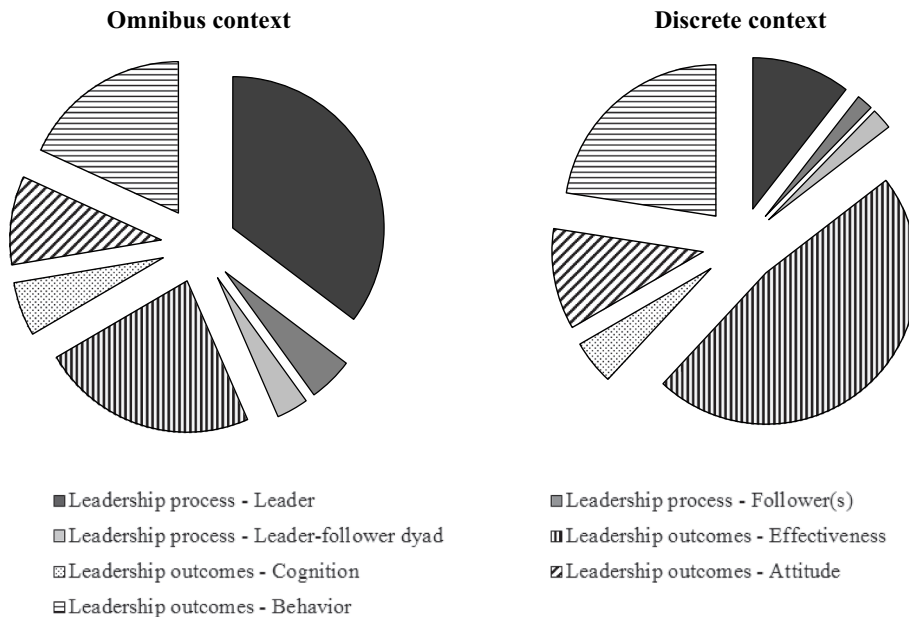 Omnibus context
Discrete context
Leadership process - Leader
Leadership process - Follower(s)
Leadership process - Leader-follower dyad
Leadership outcomes - Effectiveness
Leadership outcomes - Cognition
Leadership outcomes - Attitude
Leadership outcomes - Behavior